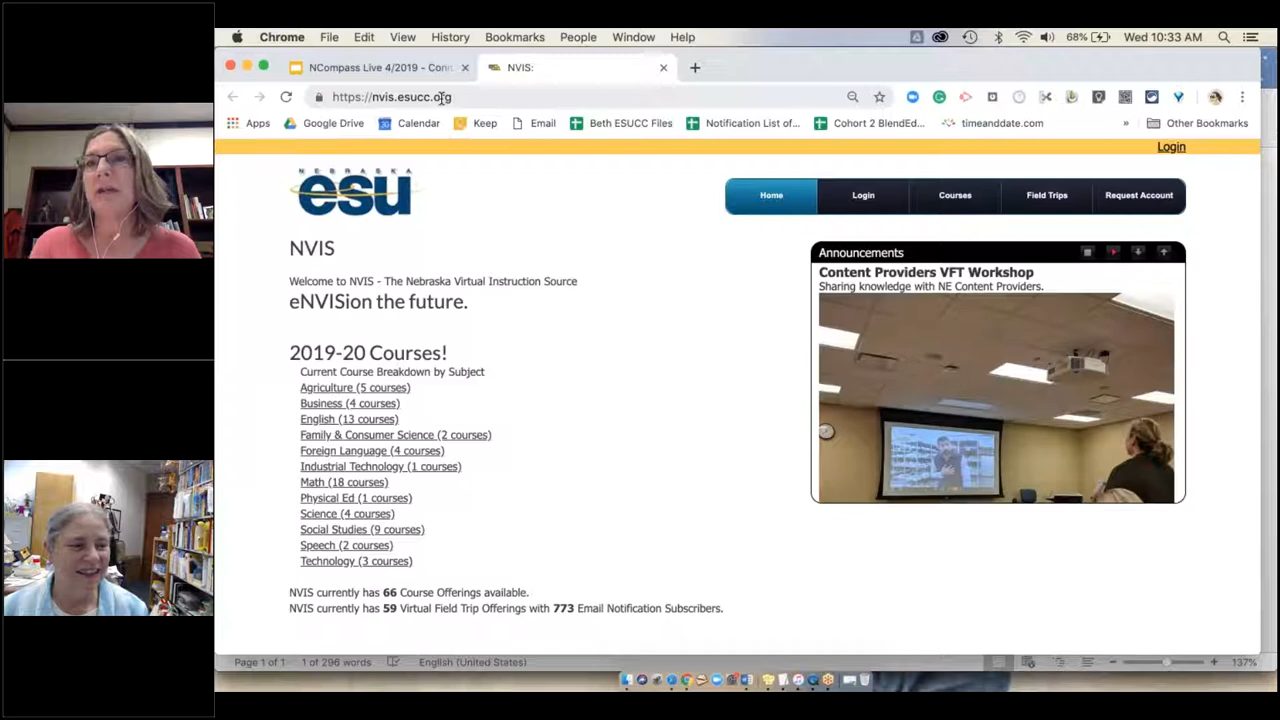 Chrome File Edit View History Bookmarks People Window Help 68% Wed 10:33 AM
NCompass Live 4/2019 - Con NVIS:
https://nvis.esucc.org
Apps Google Drive Calendar Keep Email Beth ESUCC Files Notification List of... Cohort 2 BlendEd... timeanddate.com » Other Bookmarks
Login
NEBRASKA
esu
Home Login Courses Field Trips Request Account
NVIS
Announcements
Content Providers VFT Workshop
Sharing knowledge with NE Content Providers.
Welcome to NVIS - The Nebraska Virtual Instruction Source
eNVISion the future.
2019-20 Courses!
Current Course Breakdown by Subject
Agriculture (5 courses)
Business (4 courses)
English (13 courses)
Family & Consumer Science (2 courses)
Foreign Language (4 courses)
Industrial Technology (1 courses)
Math (18 courses)
Physical Ed (1 courses)
Science (4 courses)
Social Studies (9 courses)
Speech (2 courses)
Technology (3 courses)
NVIS currently has 66 Course Offerings available.
NVIS currently has 59 Virtual Field Trip Offerings with 773 Email Notification Subscribers.
Page 1 of 1 1 of 296 words English (United States) 137%